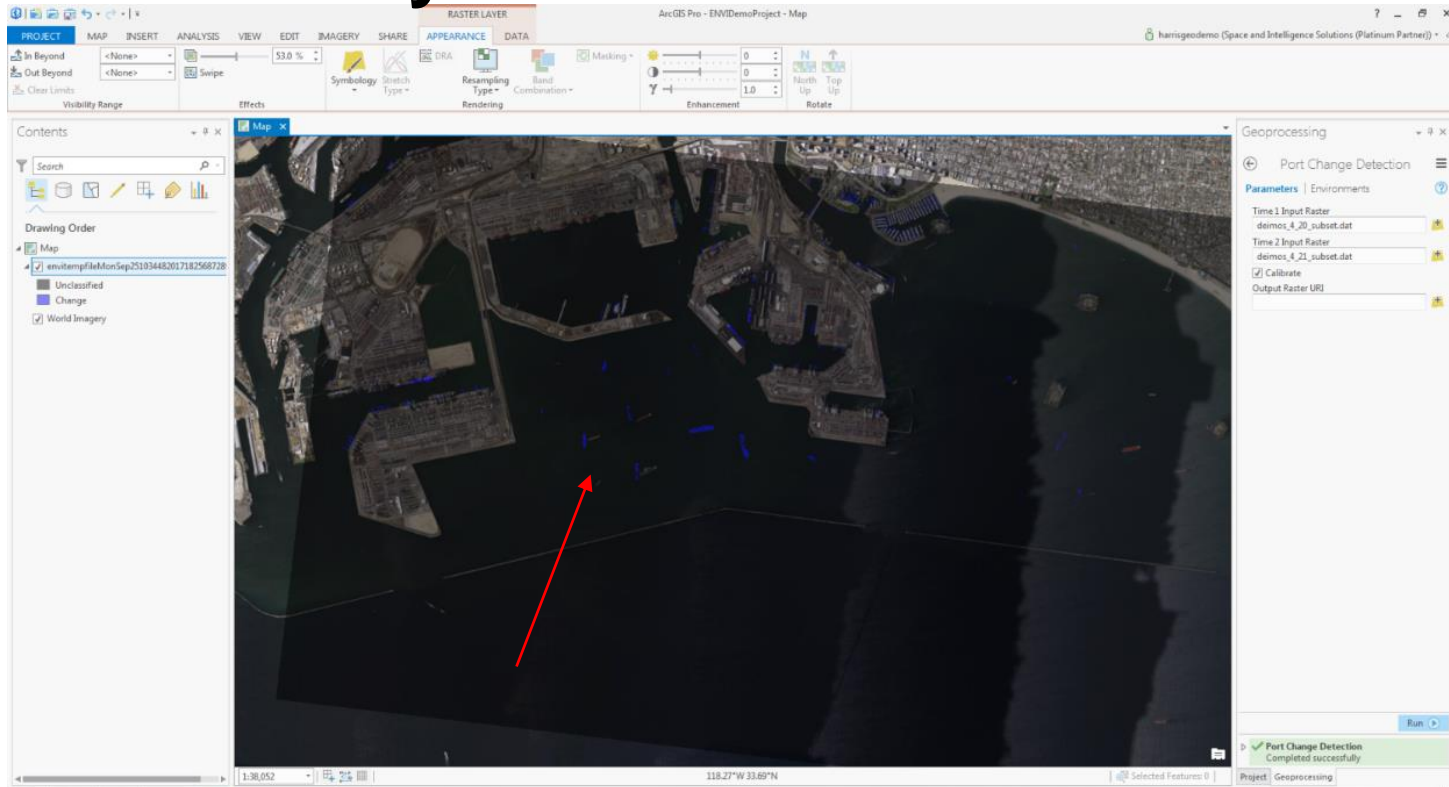 RASTER LAYER
ArcGIS Pro - ENVIDemoProject - Map
PROJECT MAP INSERT ANALYSIS VIEW EDIT IMAGERY SHARE APPEARANCE DATA
harrisgeodemo (Space and Intelligence Solutions (Platinum Partner))
In Beyond <None>
Out Beyond <None>
Clear Limits
Visibility Range
53.0 %
Swipe
Effects
Symbology
Stretch Type
DRA
Resampling Type
Band Combination
Masking
Rendering
0
0
1.0
Enhancement
North Up
Top Up
Rotate
Contents
Search
Drawing Order
Map
Unclassified
Change
World Imagery
Map
1:38,052
118.27°W 33.69°N
Selected Features: 0
Geoprocessing
Port Change Detection
Parameters | Environments
Time 1 Input Raster
deimos_4_20_subset.dat
Time 2 Input Raster
deimos_4_21_subset.dat
Calibrate
Output Raster URI
Run
Port Change Detection
Completed successfully
Project Geoprocessing